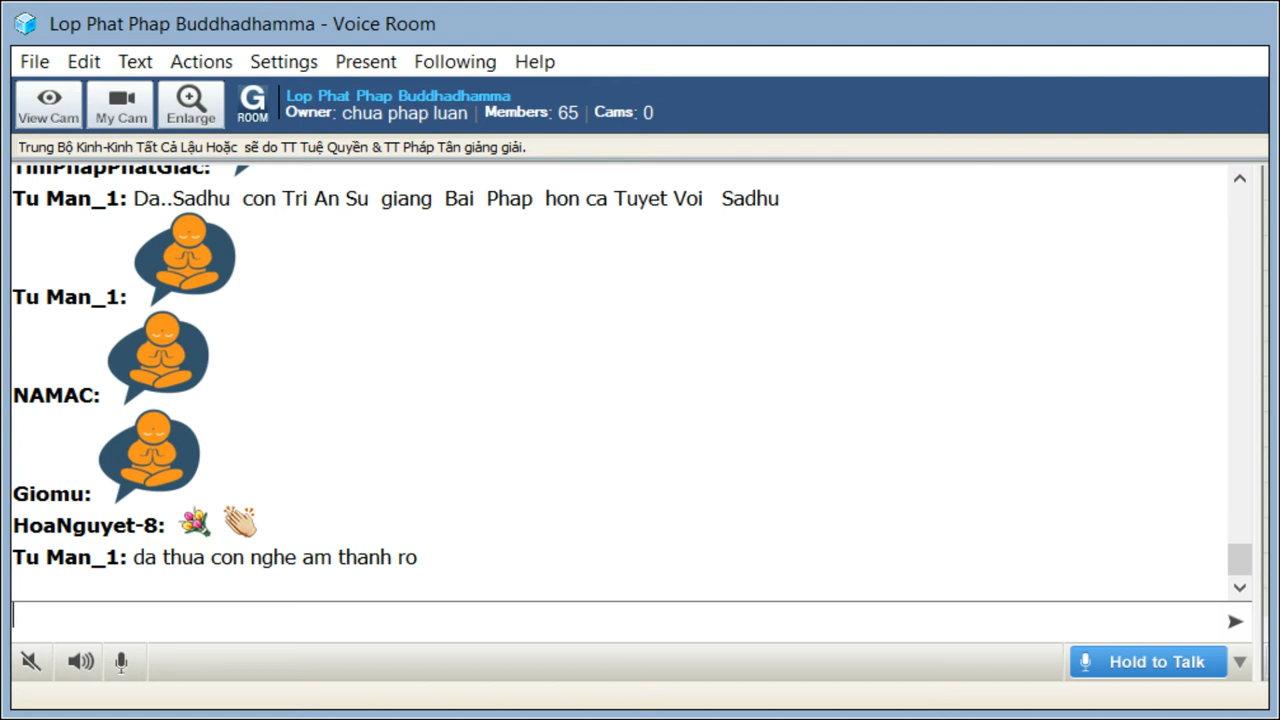 Lop Phat Phap Buddhadhamma - Voice Room
File Edit Text Actions Settings Present Following Help
View Cam My Cam Enlarge G ROOM
Lop Phat Phap Buddhadhamma
Owner: chua phap luan | Members: 65 | Cams: 0
Trung Bộ Kinh-Kinh Tất Cả Lậu Hoặc sẽ do TT Tuệ Quyền & TT Pháp Tân giảng giải.
TimPhapPhatGiac:
Tu Man_1: Da..Sadhu con Tri An Su giang Bai Phap hon ca Tuyet Voi Sadhu
Tu Man_1:
NAMAC:
Giomu:
HoaNguyet-8:
Tu Man_1: da thua con nghe am thanh ro
Hold to Talk